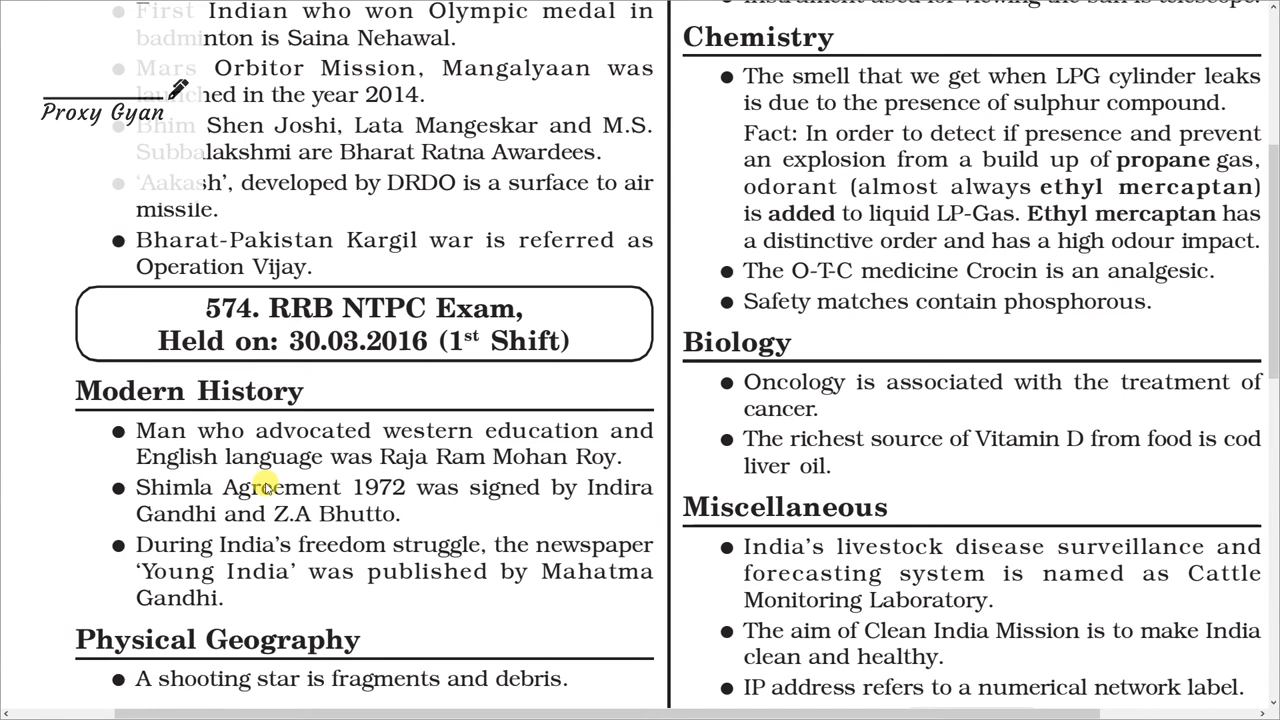 First Indian who won Olympic medal in
badminton is Saina Nehawal.
Mars Orbitor Mission, Mangalyaan was
launched in the year 2014.
Proxy Gyan
Bhim Shen Joshi, Lata Mangeskar and M.S.
Subbalakshmi are Bharat Ratna Awardees.
‘Aakash’, developed by DRDO is a surface to air
missile.
Bharat-Pakistan Kargil war is referred as
Operation Vijay.
574. RRB NTPC Exam,
Held on: 30.03.2016 (1st Shift)
Modern History
Man who advocated western education and
English language was Raja Ram Mohan Roy.
Shimla Agreement 1972 was signed by Indira
Gandhi and Z.A Bhutto.
During India’s freedom struggle, the newspaper
‘Young India’ was published by Mahatma
Gandhi.
Physical Geography
A shooting star is fragments and debris.
Instrument used for viewing the sun is telescope.
Chemistry
The smell that we get when LPG cylinder leaks
is due to the presence of sulphur compound.
Fact: In order to detect if presence and prevent
an explosion from a build up of propane gas,
odorant (almost always ethyl mercaptan)
is added to liquid LP-Gas. Ethyl mercaptan has
a distinctive order and has a high odour impact.
The O-T-C medicine Crocin is an analgesic.
Safety matches contain phosphorous.
Biology
Oncology is associated with the treatment of
cancer.
The richest source of Vitamin D from food is cod
liver oil.
Miscellaneous
India’s livestock disease surveillance and
forecasting system is named as Cattle
Monitoring Laboratory.
The aim of Clean India Mission is to make India
clean and healthy.
IP address refers to a numerical network label.